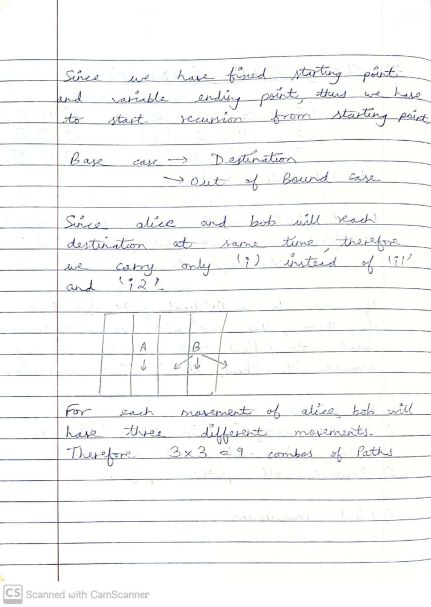 Since we have fixed starting point
and variable ending point, thus we have
to start recursion from starting point
Base case → Destination
→ Out of Bound case
Since alice and bob will reach
destination at same time, therefore
we carry only 'i' instead of 'i1'
and 'i2'.
A B
↓ ↙ ↓ ↘
For each movement of alice, bob will
have three different movements.
Therefore 3 x 3 = 9 combos of Paths
CS Scanned with CamScanner